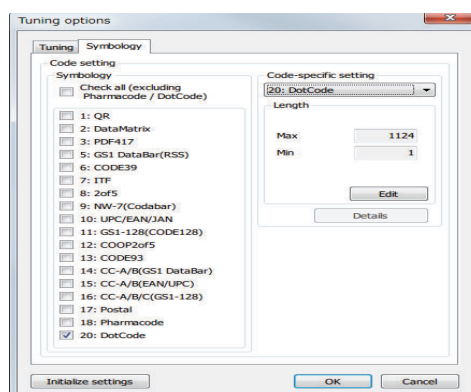 Tuning options
Tuning
Symbology
Code setting
Symbology
Check all (excluding
Pharmacode / DotCode)
1: QR
2: DataMatrix
3: PDF417
5: GS1 DataBar(RSS)
6: CODE39
7: ITF
8: 2of5
9: NW-7(Codabar)
10: UPC/EAN/JAN
11: GS1-128(CODE128)
12: COOP2of5
13: CODE93
14: CC-A/B(GS1 DataBar)
15: CC-A/B(EAN/UPC)
16: CC-A/B/C(GS1-128)
17: Postal
18: Pharmacode
20: DotCode
Code-specific setting
20: DotCode
Length
Max 1124
Min 1
Edit
Details
Initialize settings
OK
Cancel